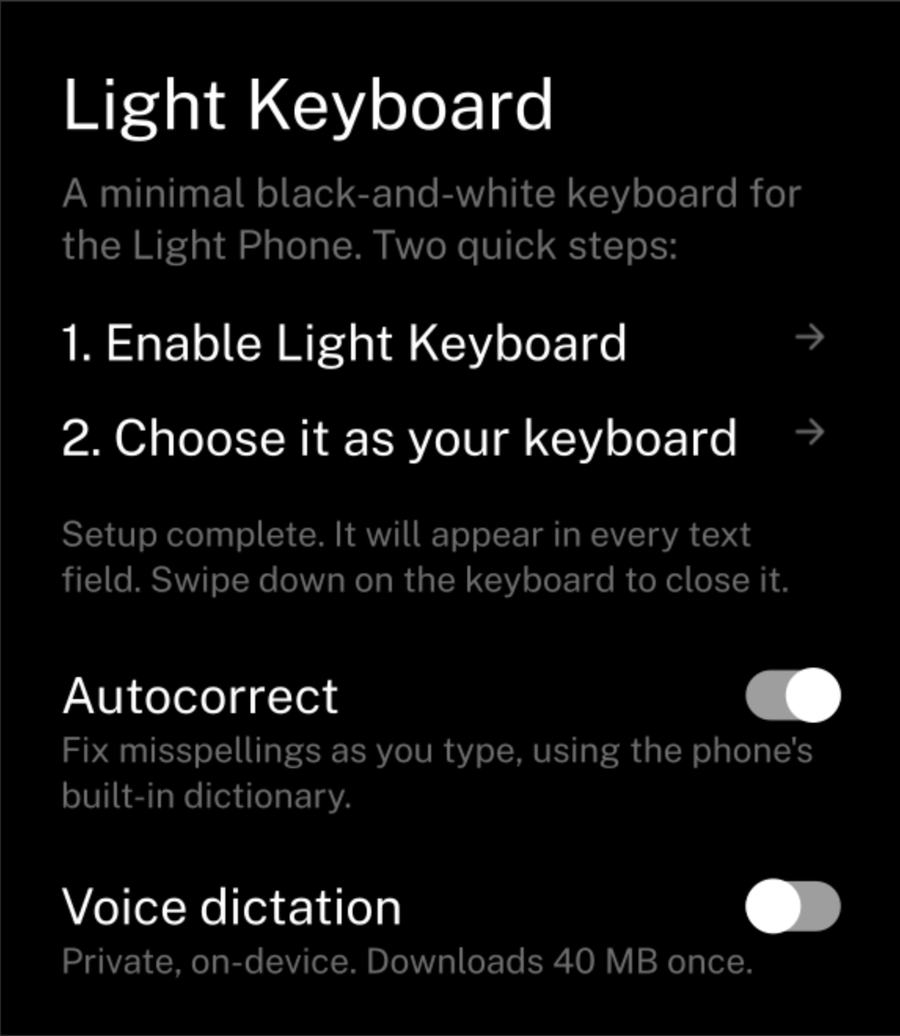 Light Keyboard
A minimal black-and-white keyboard for
the Light Phone. Two quick steps:
1. Enable Light Keyboard →
2. Choose it as your keyboard →
Setup complete. It will appear in every text
field. Swipe down on the keyboard to close it.
Autocorrect
Fix misspellings as you type, using the phone's
built-in dictionary.
Voice dictation
Private, on-device. Downloads 40 MB once.